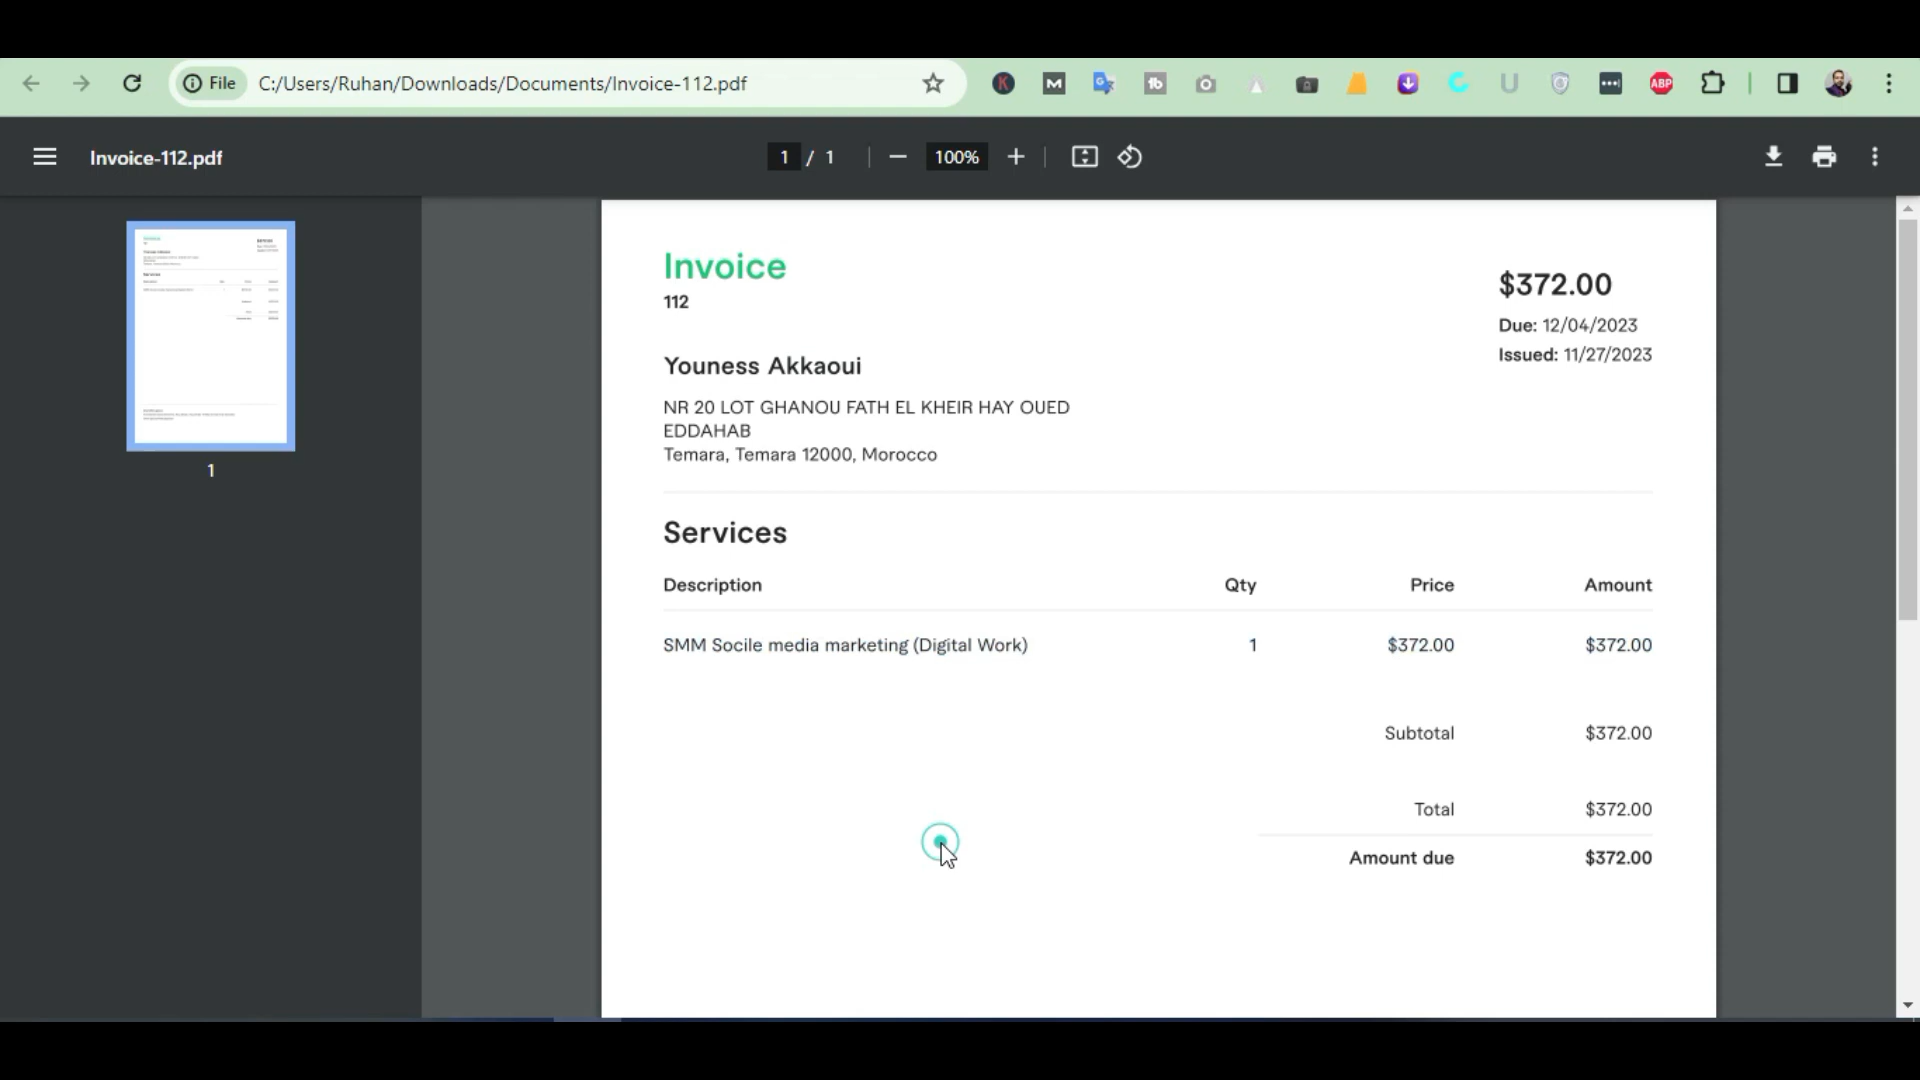 File C:/Users/Ruhan/Downloads/Documents/Invoice-112.pdf
Invoice-112.pdf 1 / 1 100%
1
Invoice
112
$372.00
Due: 12/04/2023
Issued: 11/27/2023
Youness Akkaoui
NR 20 LOT GHANOU FATH EL KHEIR HAY OUED
EDDAHAB
Temara, Temara 12000, Morocco
Services
Description Qty Price Amount
SMM Socile media marketing (Digital Work) 1 $372.00 $372.00
Subtotal $372.00
Total $372.00
Amount due $372.00